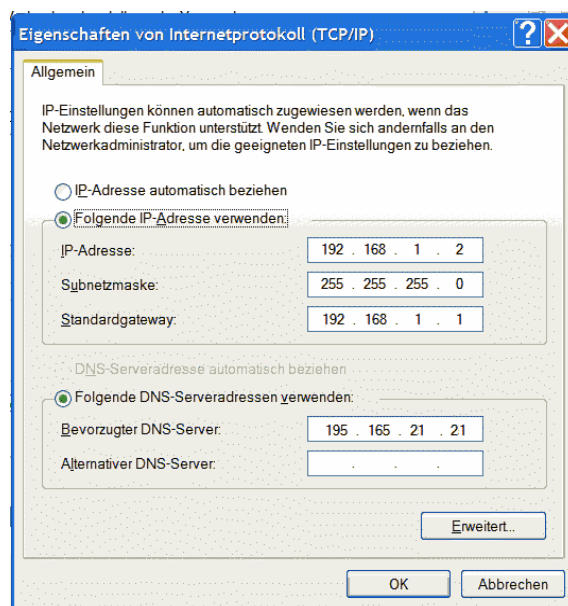 Eigenschaften von Internetprotokoll (TCP/IP)
Allgemein
IP-Einstellungen können automatisch zugewiesen werden, wenn das
Netzwerk diese Funktion unterstützt. Wenden Sie sich andernfalls an den
Netzwerkadministrator, um die geeigneten IP-Einstellungen zu beziehen.
IP-Adresse automatisch beziehen
Folgende IP-Adresse verwenden:
IP-Adresse: 192 . 168 . 1 . 2
Subnetzmaske: 255 . 255 . 255 . 0
Standardgateway: 192 . 168 . 1 . 1
DNS-Serveradresse automatisch beziehen
Folgende DNS-Serveradressen verwenden:
Bevorzugter DNS-Server: 195 . 165 . 21 . 21
Alternativer DNS-Server: . . .
Erweitert...
OK Abbrechen